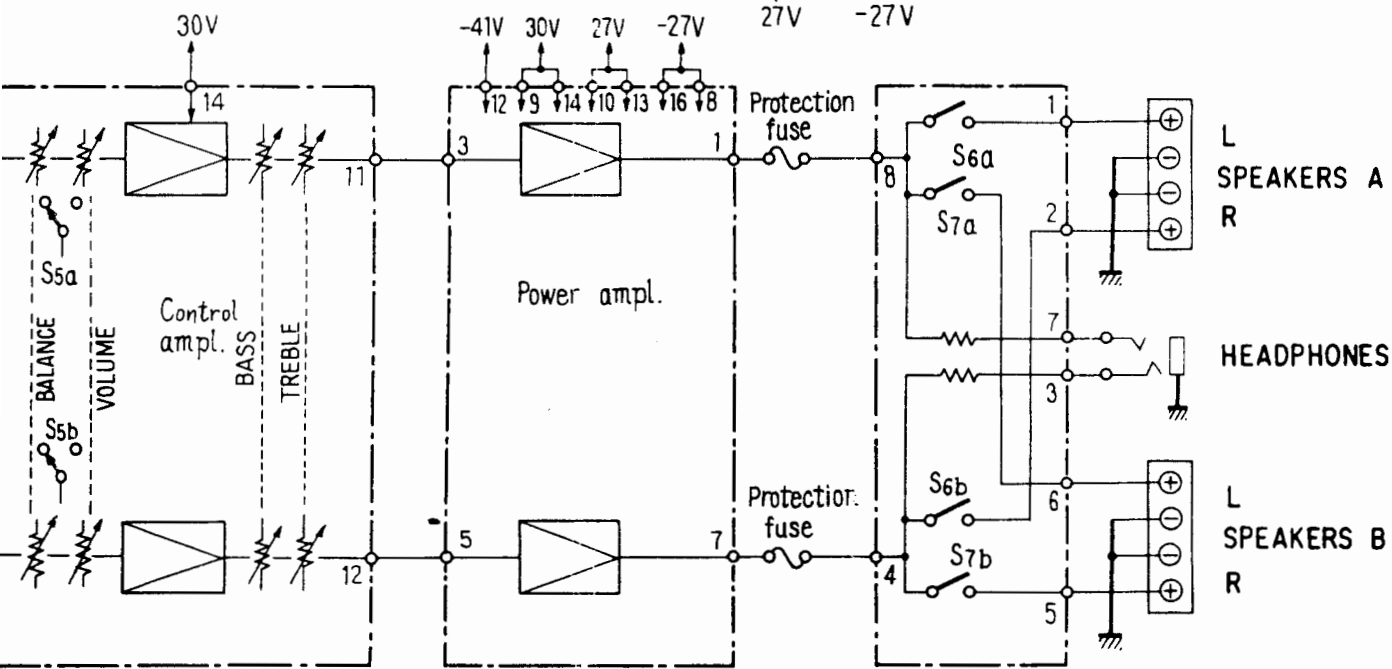 27V -27V
30V -41V 30V 27V -27V
14 12 9 14 10 13 16 8
Protection
fuse
1
+
L
3 1
S6a
−
SPEAKERS A
11 8
S7a
2
−
R
+
S5a
Power ampl.
Control
ampl.
BALANCE
VOLUME
BASS
TREBLE
7
HEADPHONES
3
S5b
Protection
fuse
S6b
6
+
L
−
SPEAKERS B
5 7
S7b
−
R
12 4
5
+